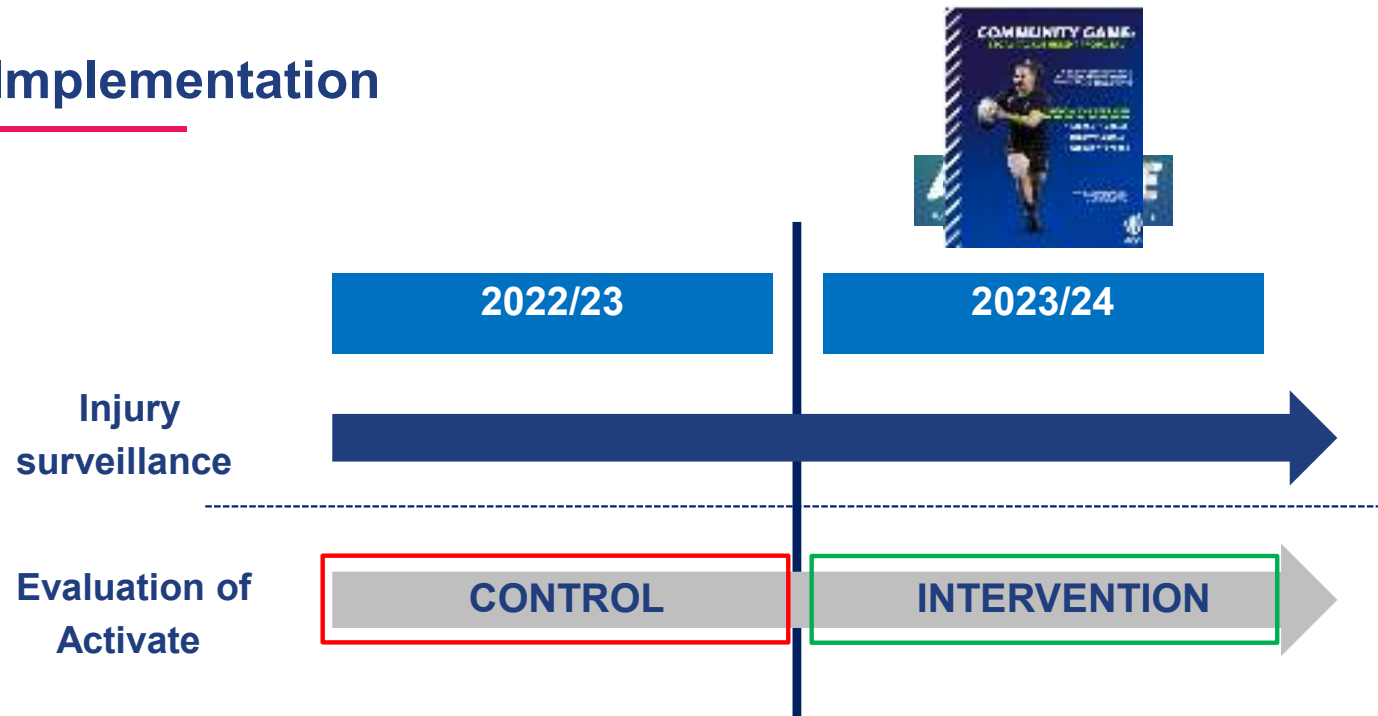 Implementation
COMMUNITY GAME:
2022/23
2023/24
Injury
surveillance
Evaluation of
Activate
CONTROL
INTERVENTION